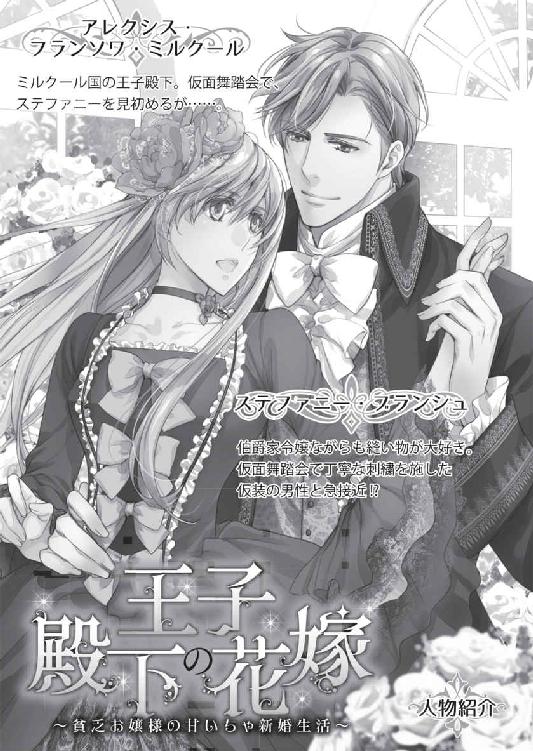 アレクシス・
フランソワ・ミルクール
ミルクール国の王子殿下。仮面舞踏会で、
ステファニーを見初めるが……。
ステファニー・ブランシュ
伯爵家令嬢ながらも縫い物が大好き。
仮面舞踏会で丁寧な刺繍を施した
仮装の男性と急接近!?
王子
殿下の花嫁
～貧乏お嬢様の甘いちゃ新婚生活～
人物紹介